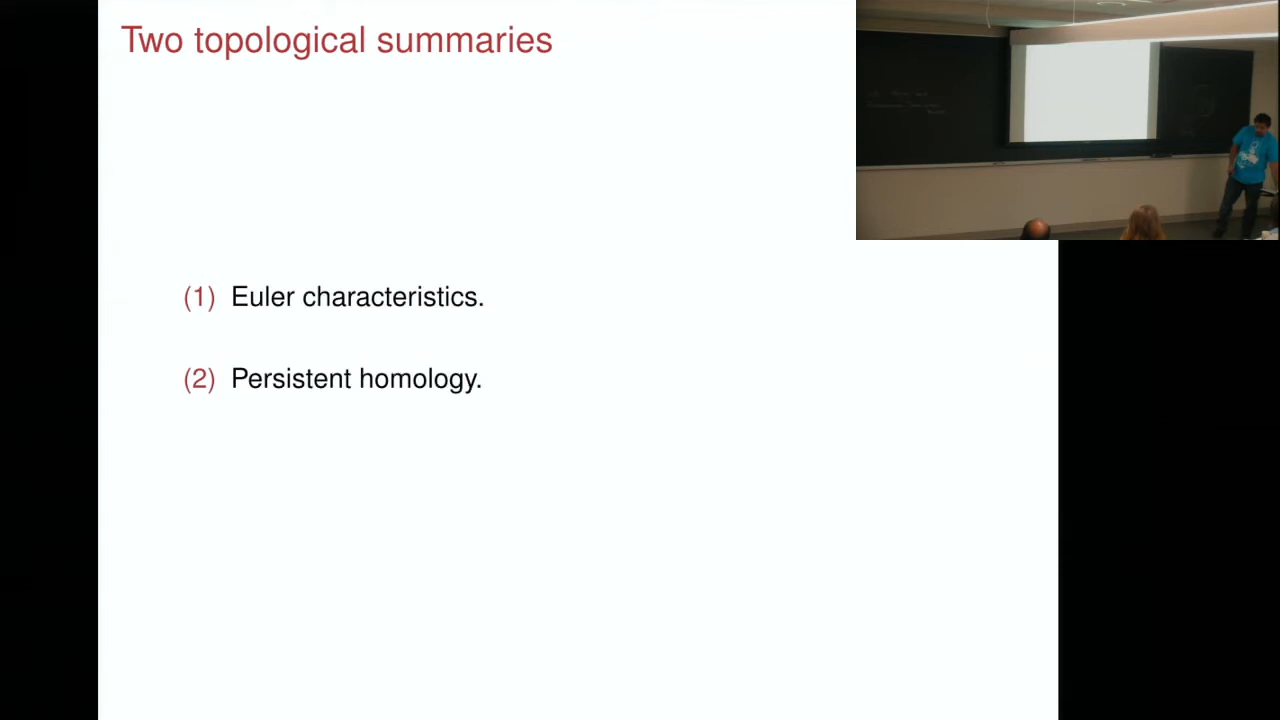 Two topological summaries
(1) Euler characteristics.
(2) Persistent homology.